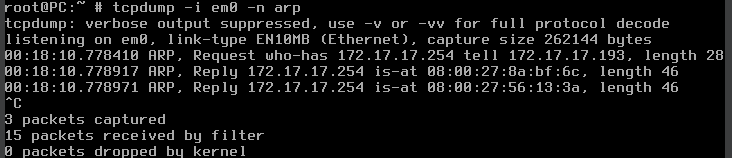 root@PC:~ # tcpdump -i em0 -n arp
tcpdump: verbose output suppressed, use -v or -vv for full protocol decode
listening on em0, link-type EN10MB (Ethernet), capture size 262144 bytes
00:18:10.778410 ARP, Request who-has 172.17.17.254 tell 172.17.17.193, length 28
00:18:10.778917 ARP, Reply 172.17.17.254 is-at 08:00:27:8a:bf:6c, length 46
00:18:10.778971 ARP, Reply 172.17.17.254 is-at 08:00:27:56:13:3a, length 46
^C
3 packets captured
15 packets received by filter
0 packets dropped by kernel